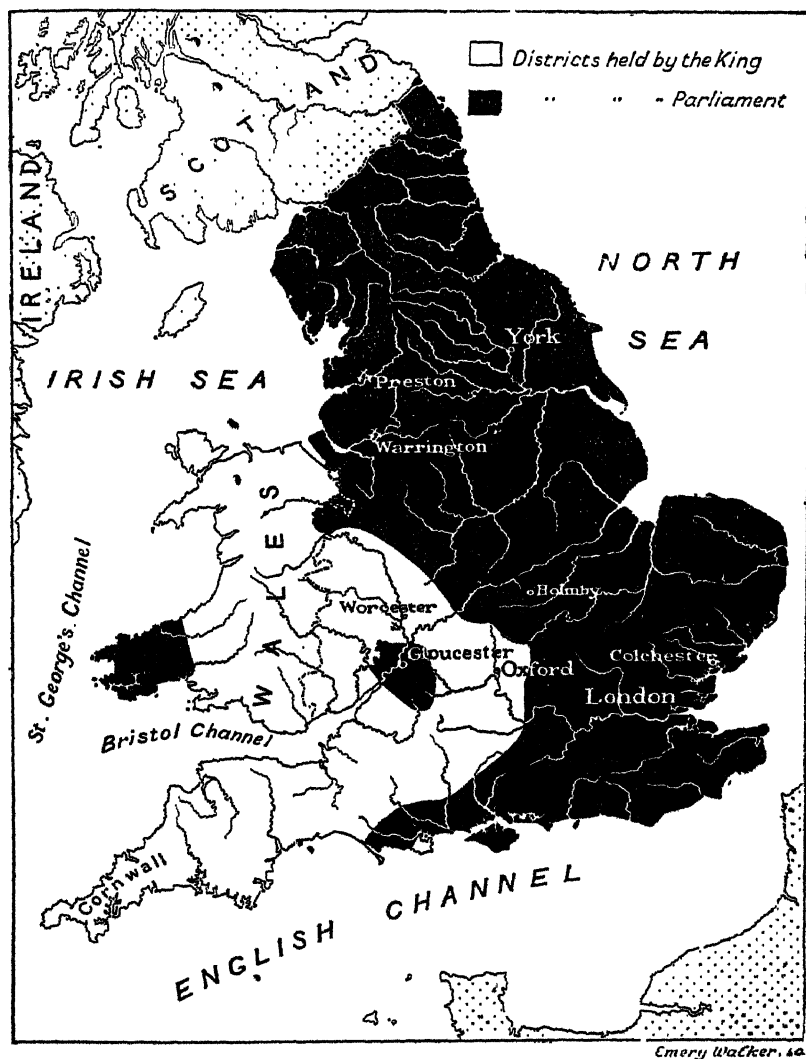 Districts held by the King
" " " Parliament
SCOTLAND
IRELAND
NORTH
SEA
York
IRISH SEA
Preston
Warrington
WALES
Holmby
Worcester
Gloucester
Oxford
Colchester
London
St. George's Channel
Bristol Channel
Cornwall
ENGLISH CHANNEL
Emery Walker, sc.